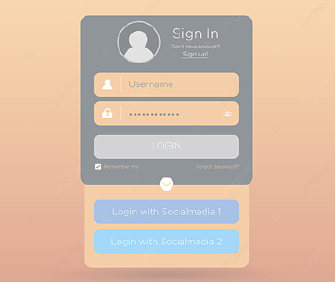 Sign In
Don't have account?
Sign up!
Username
LOGIN
Remember me
Forgot password?
Login with Socialmedia 1
Login with Socialmedia 2